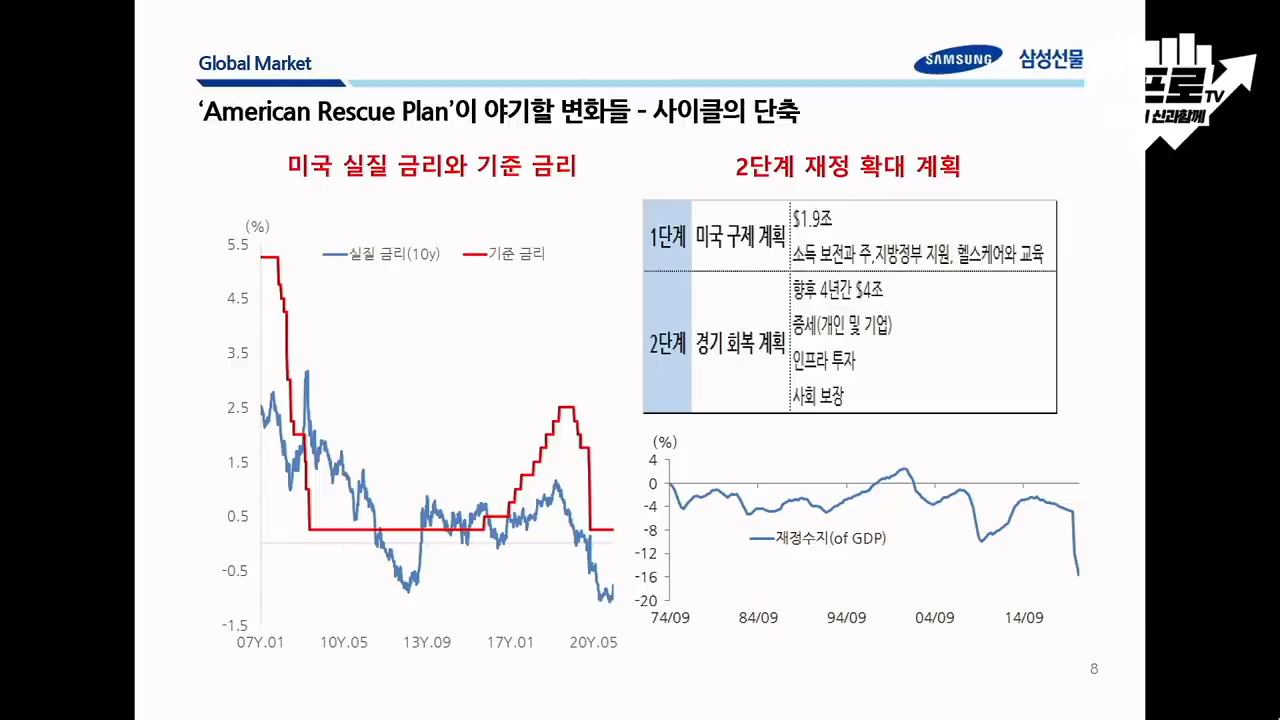 Global Market
SAMSUNG 삼성선물
프로TV
신과함께
‘American Rescue Plan’이 야기할 변화들 - 사이클의 단축
미국 실질 금리와 기준 금리
(%)
실질 금리(10y) 기준 금리
5.5
4.5
3.5
2.5
1.5
0.5
-0.5
-1.5
07Y.01 10Y.05 13Y.09 17Y.01 20Y.05
2단계 재정 확대 계획
1단계 미국 구제 계획 $1.9조
소득 보전과 주,지방정부 지원, 헬스케어와 교육
2단계 경기 회복 계획 향후 4년간 $4조
증세(개인 및 기업)
인프라 투자
사회 보장
(%)
4
0
-4
-8
-12
-16
-20
재정수지(of GDP)
74/09 84/09 94/09 04/09 14/09
8